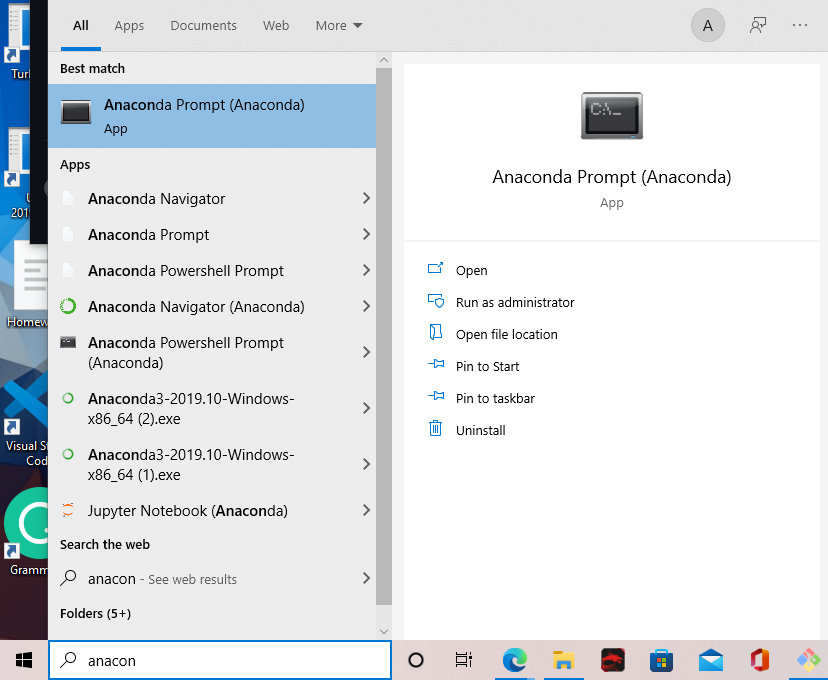 All Apps Documents Web More A ...
Best match
Anaconda Prompt (Anaconda)
App
Apps
Anaconda Navigator
Anaconda Prompt
Anaconda Powershell Prompt
Anaconda Navigator (Anaconda)
Anaconda Powershell Prompt
(Anaconda)
Anaconda3-2019.10-Windows-
x86_64 (2).exe
Anaconda3-2019.10-Windows-
x86_64 (1).exe
Jupyter Notebook (Anaconda)
Search the web
anacon - See web results
Folders (5+)
anacon
C:\_
Anaconda Prompt (Anaconda)
App
Open
Run as administrator
Open file location
Pin to Start
Pin to taskbar
Uninstall
Homew
Visual St
Cod
Gramm